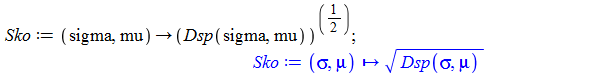 Sko := (sigma, mu) → (Dsp(sigma, mu))^(1/2);
Sko := (σ, μ) ↦ √Dsp(σ, μ)